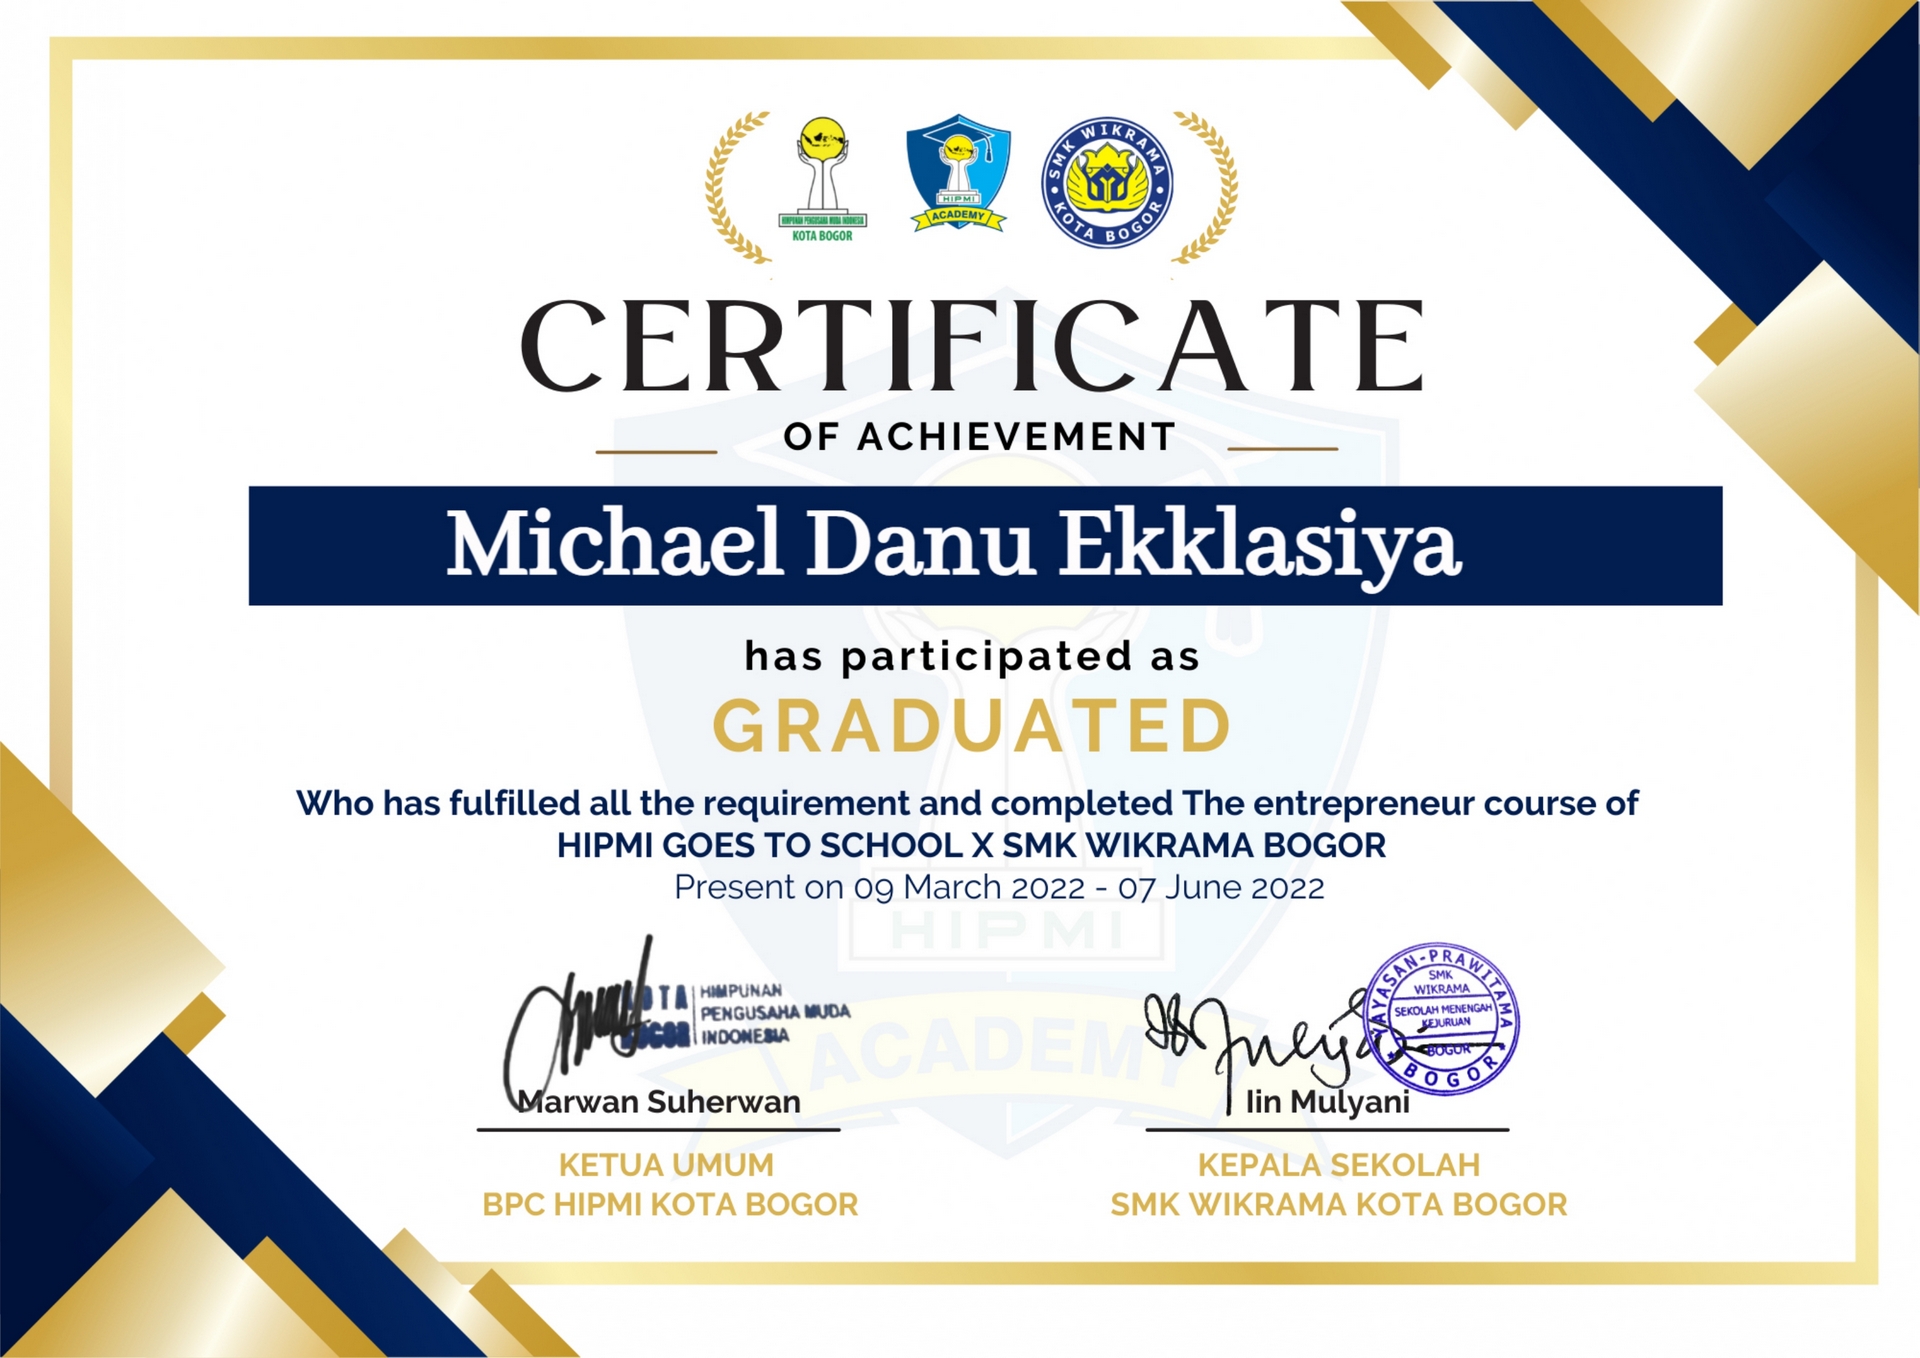 HIMPUNAN PENGUSAHA MUDA INDONESIA
KOTA BOGOR
HIPMI
ACADEMY
SMK WIKRAMA
KOTA BOGOR
CERTIFICATE
OF ACHIEVEMENT
Michael Danu Ekklasiya
has participated as
GRADUATED
Who has fulfilled all the requirement and completed The entrepreneur course of
HIPMI GOES TO SCHOOL X SMK WIKRAMA BOGOR
Present on 09 March 2022 - 07 June 2022
HIPMI
ACADEMY
KOTA BOGOR
HIMPUNAN
PENGUSAHA MUDA
INDONESIA
YAYASAN-PRAWITAMA
SMK
WIKRAMA
SEKOLAH MENENGAH
KEJURUAN
BOGOR
BOGOR
Marwan Suherwan
Iin Mulyani
KETUA UMUM
BPC HIPMI KOTA BOGOR
KEPALA SEKOLAH
SMK WIKRAMA KOTA BOGOR